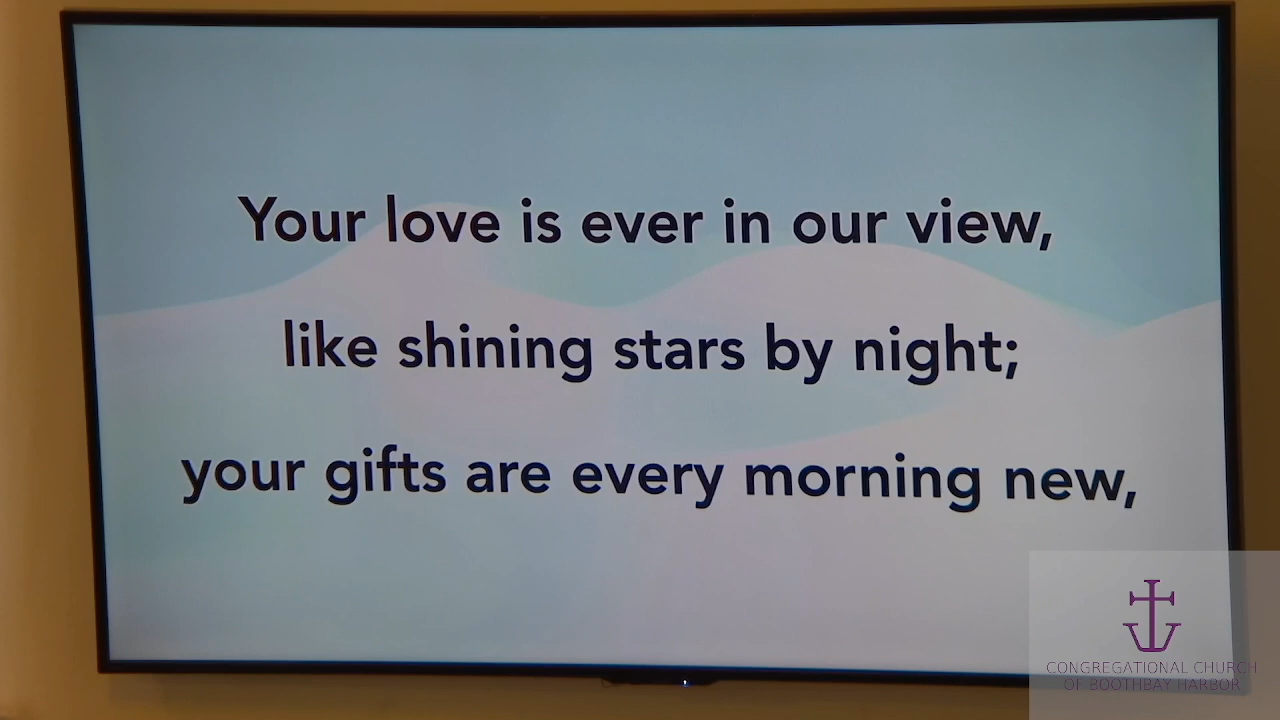 Your love is ever in our view,
like shining stars by night;
your gifts are every morning new,
CONGREGATIONAL CHURCH
OF BOOTHBAY HARBOR